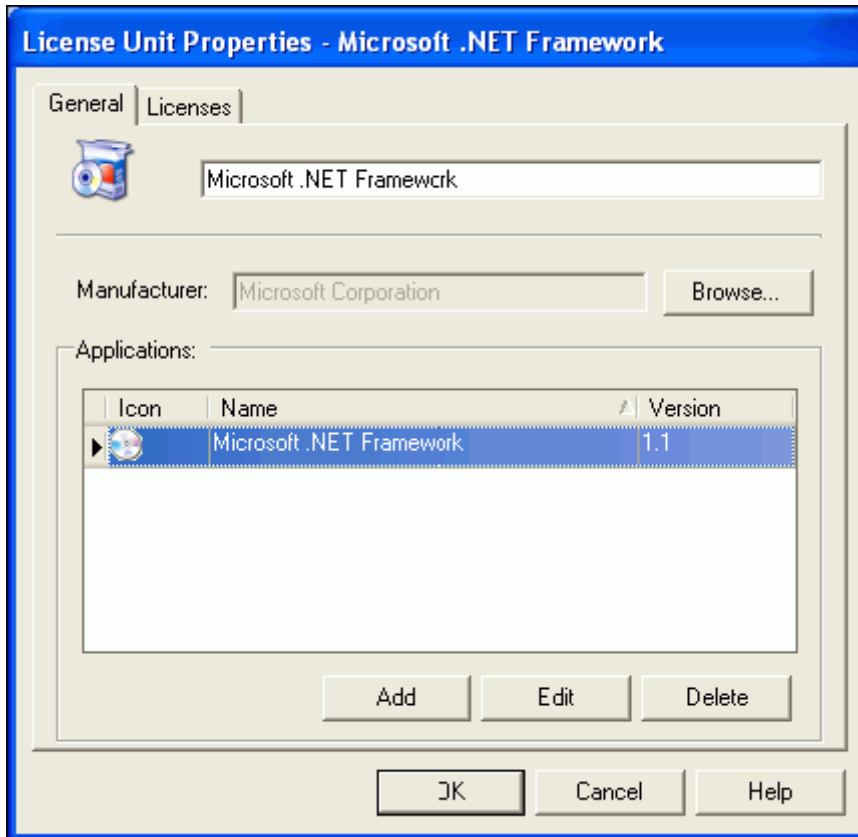 License Unit Properties - Microsoft .NET Framework
General Licenses
Microsoft .NET Framework
Manufacturer: Microsoft Corporation Browse...
Applications:
Icon Name Version
Microsoft .NET Framework 1.1
Add Edit Delete
OK Cancel Help